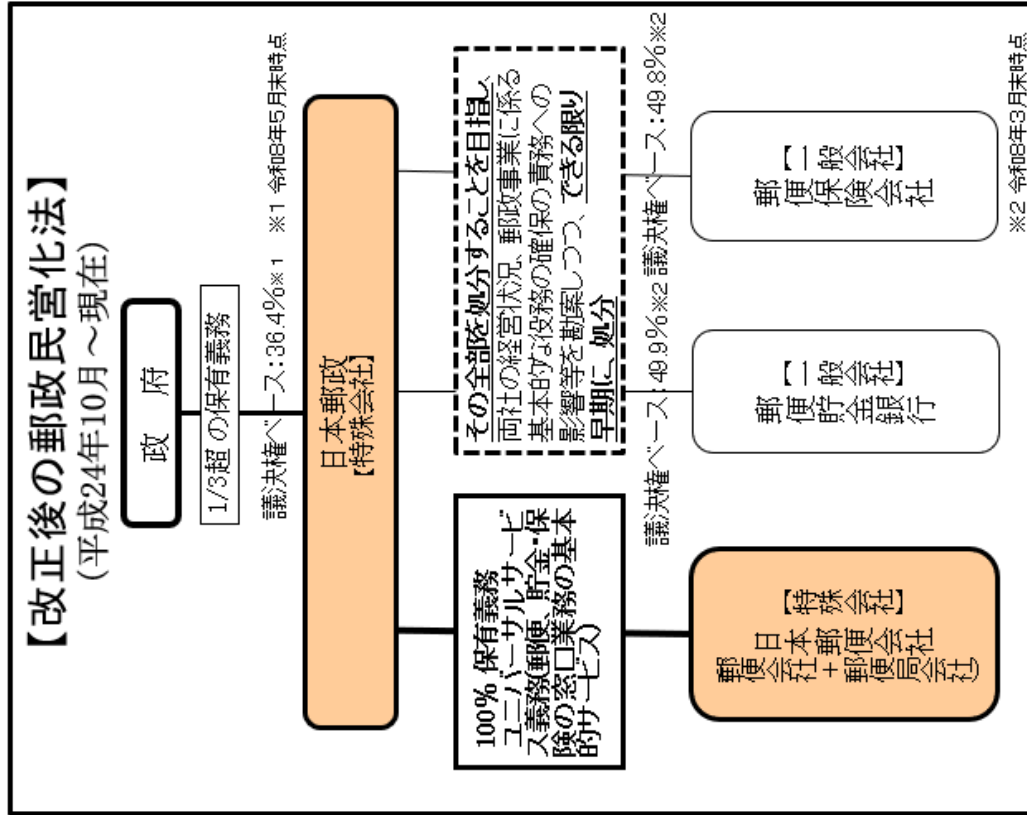 【改正後の郵政民営化法】
(平成24年10月～現在)
政 府
1/3超 の保有義務
議決権ベース:36.4%※1 ※1 令和8年5月末時点
日本郵政
【特殊会社】
100% 保有義務
ユニバーサルサービ
ス義務(郵便、貯金・保
険の窓口業務の基本
的サービス)
その全部を処分することを目指し、
両社の経営状況、郵政事業に係る
基本的な役務の確保の責務への
影響等を勘案しつつ、できる限り
早期に、処分
議決権ベース:49.9%※2 議決権ベース:49.8%※2
【特殊会社】
日本郵便会社
郵便会社＋郵便局会社)
【一般会社】
郵便貯金銀行
【一般会社】
郵便保険会社
※2 令和8年3月末時点